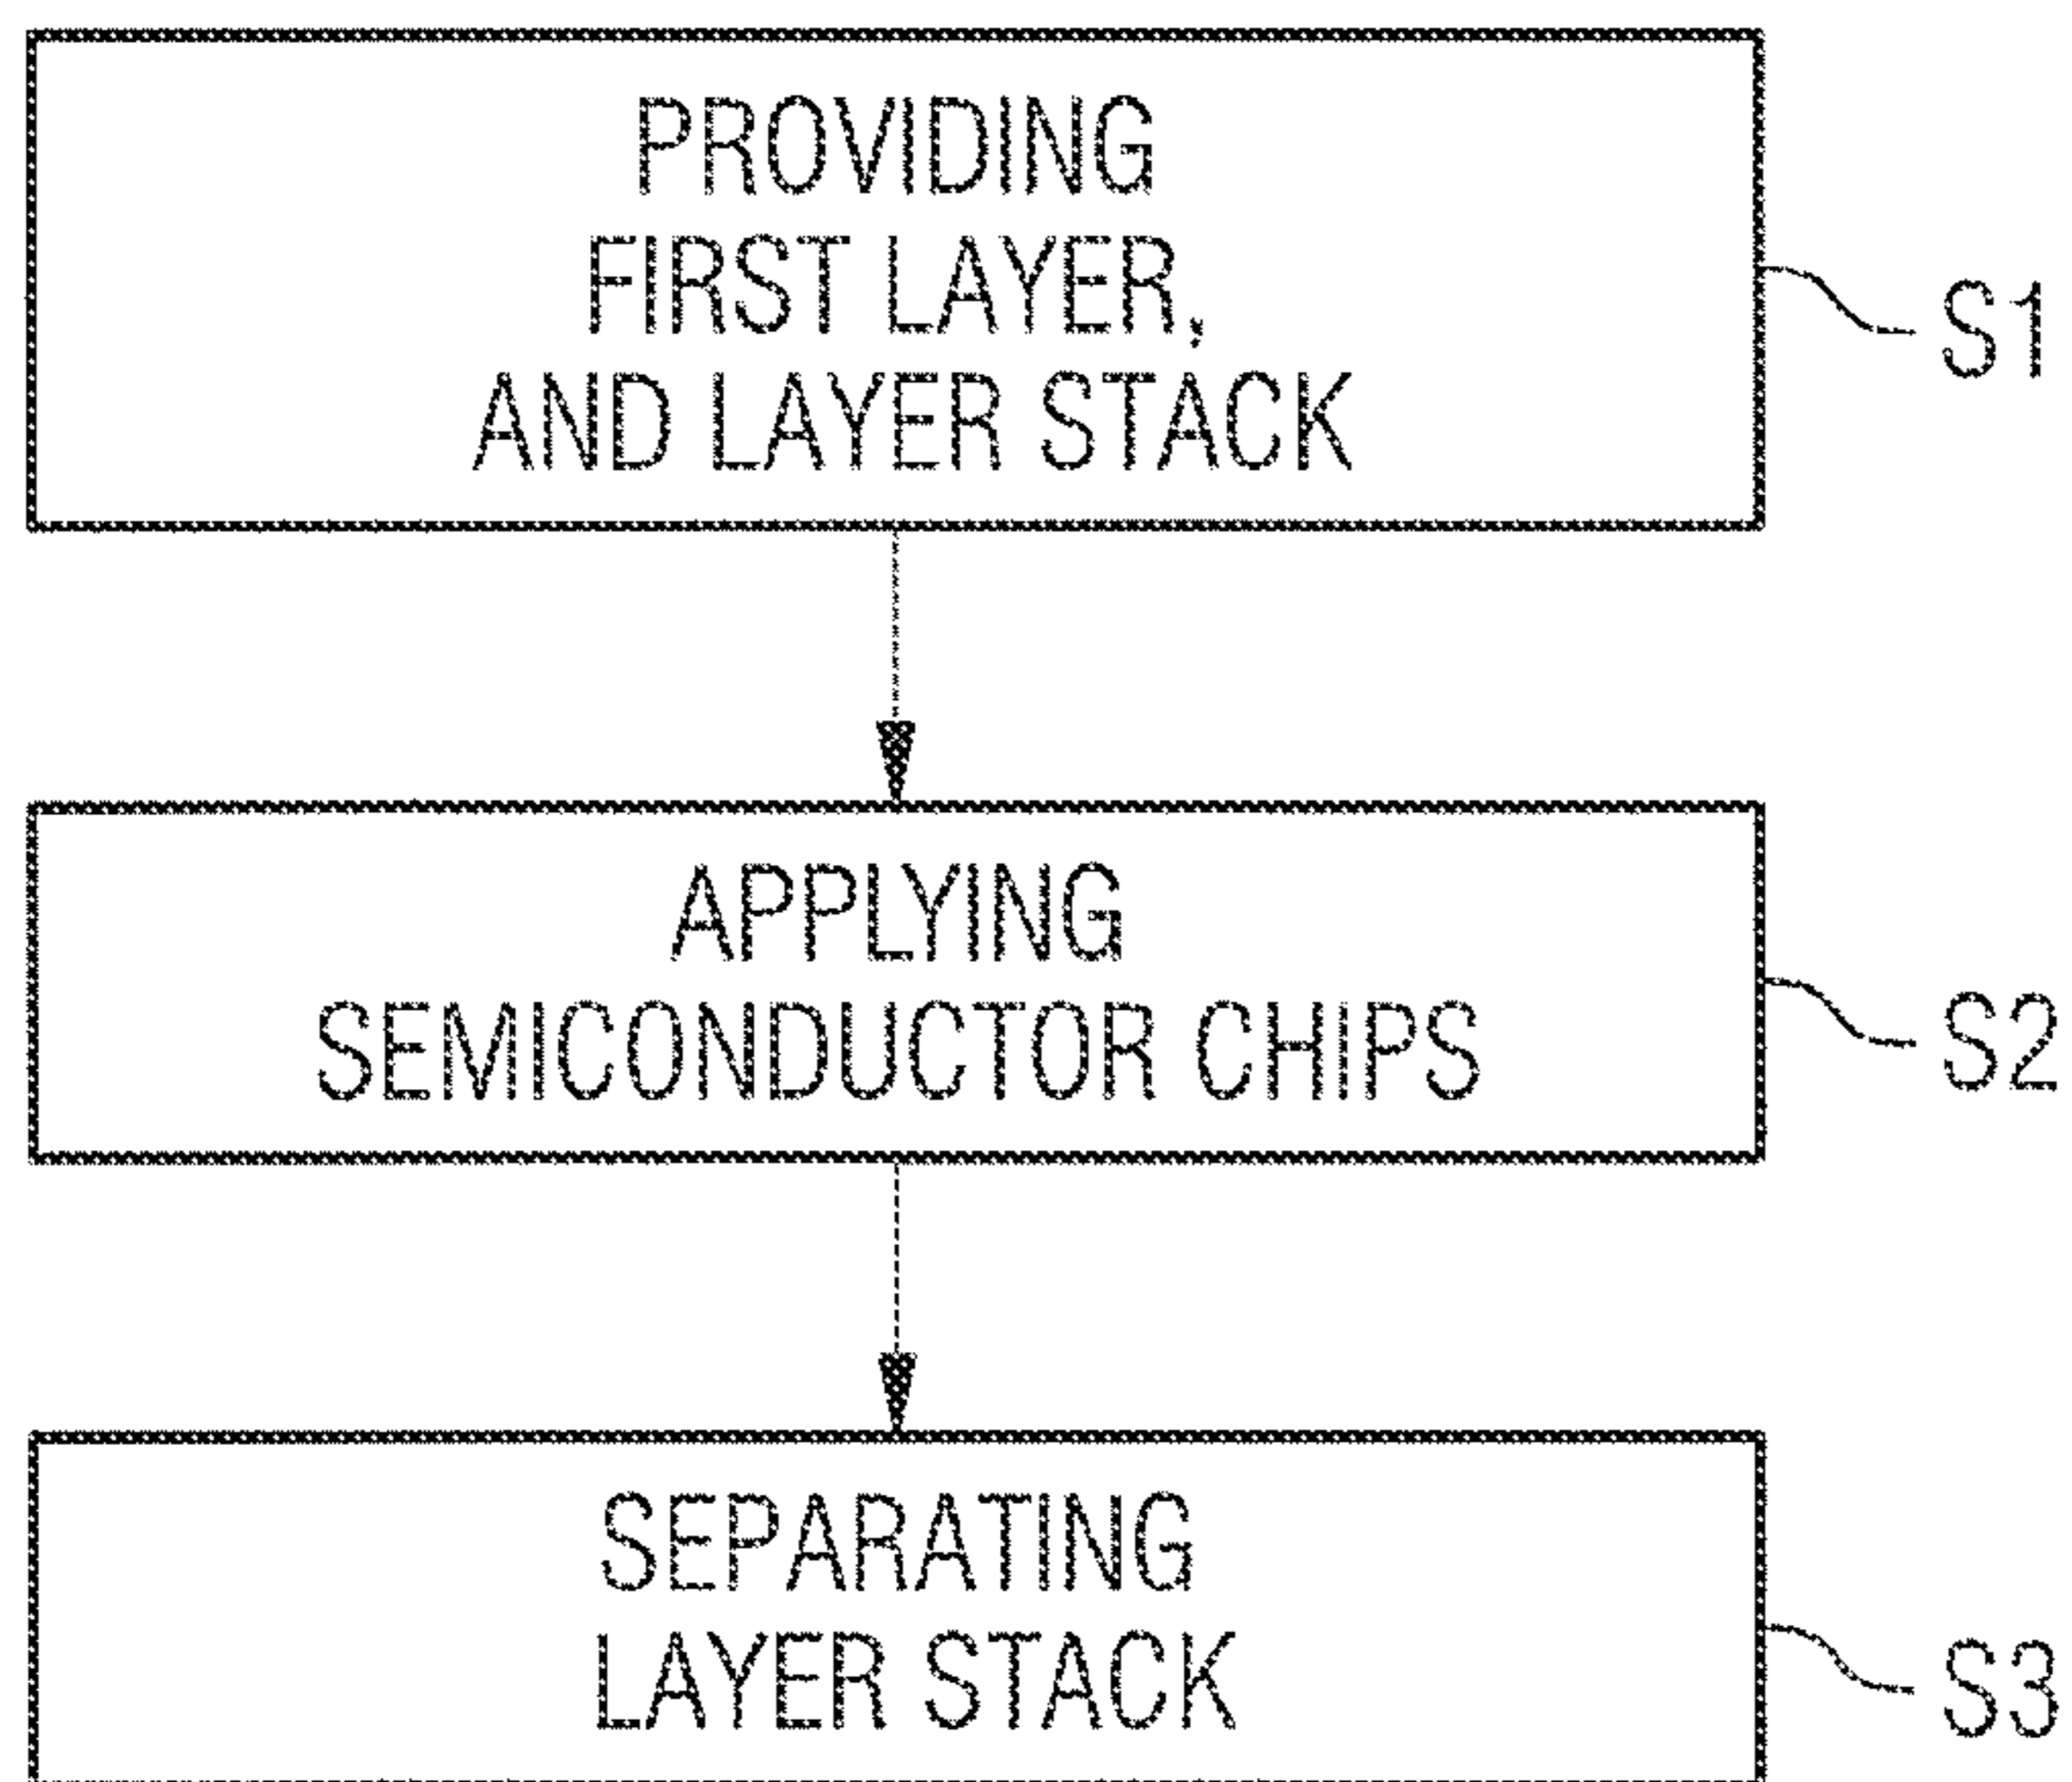 PROVIDING
FIRST LAYER,
AND LAYER STACK
S1
APPLYING
SEMICONDUCTOR CHIPS
S2
SEPARATING
LAYER STACK
S3